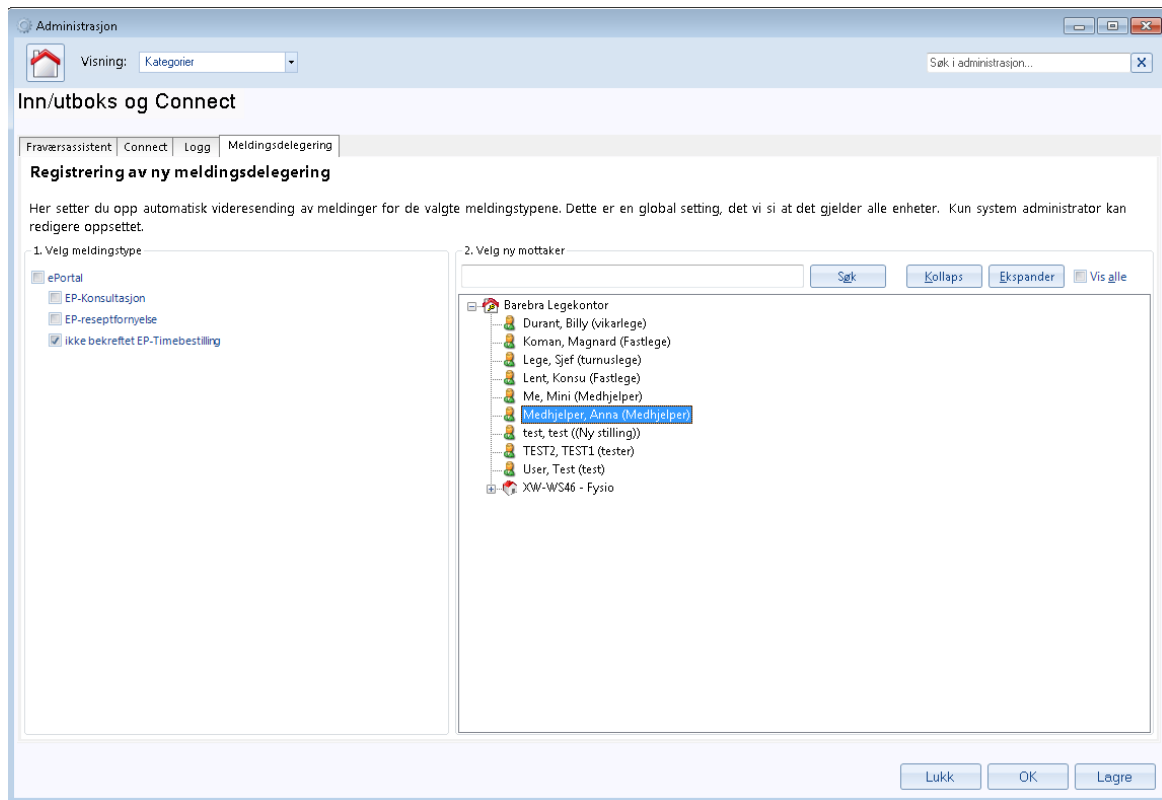 Administrasjon
Visning: Kategorier
Søk i administrasjon...
Inn/utboks og Connect
Fraværsassistent Connect Logg Meldingsdelegering
Registrering av ny meldingsdelegering
Her setter du opp automatisk videresending av meldinger for de valgte meldingstypene. Dette er en global setting, det vi si at det gjelder alle enheter. Kun system administrator kan
redigere oppsettet.
1. Velg meldingstype
ePortal
EP-Konsultasjon
EP-reseptfornyelse
ikke bekreftet EP-Timebestilling
2. Velg ny mottaker
Søk Kollaps Ekspander Vis alle
Barebra Legekontor
Durant, Billy (vikarlege)
Koman, Magnard (Fastlege)
Lege, Sjef (turnuslege)
Lent, Konsu (Fastlege)
Me, Mini (Medhjelper)
Medhjelper, Anna (Medhjelper)
test, test ((Ny stilling))
TEST2, TEST1 (tester)
User, Test (test)
XW-WS46 - Fysio
Lukk OK Lagre